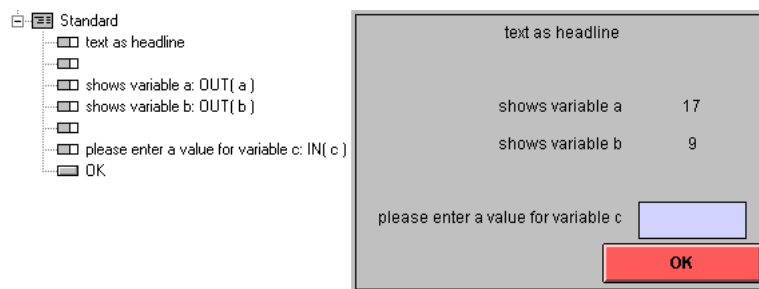 Standard
text as headline
shows variable a: OUT( a )
shows variable b: OUT( b )
please enter a value for variable c: IN( c )
OK
text as headline
shows variable a 17
shows variable b 9
please enter a value for variable c
OK